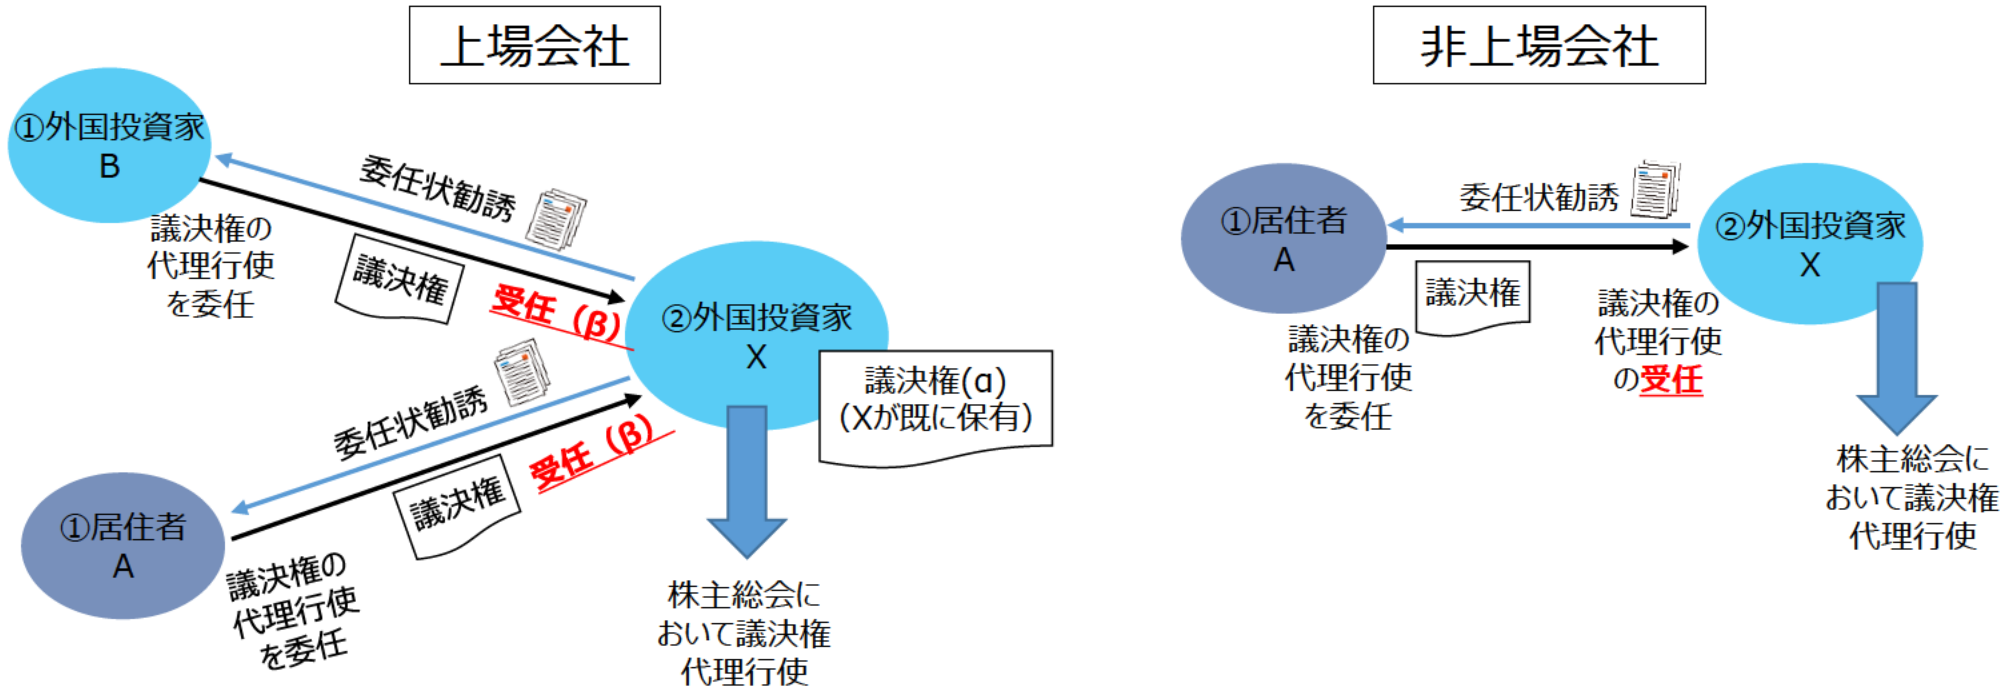 上場会社
①外国投資家
B
委任状勧誘
議決権の
代理行使
を委任
議決権
受任（β）
②外国投資家
X
議決権(α)
（Xが既に保有）
委任状勧誘
受任（β）
議決権
①居住者
A
議決権の
代理行使
を委任
株主総会に
おいて議決権
代理行使
非上場会社
①居住者
A
委任状勧誘
②外国投資家
X
議決権
議決権の
代理行使
を委任
議決権の
代理行使
の受任
株主総会に
おいて議決権
代理行使